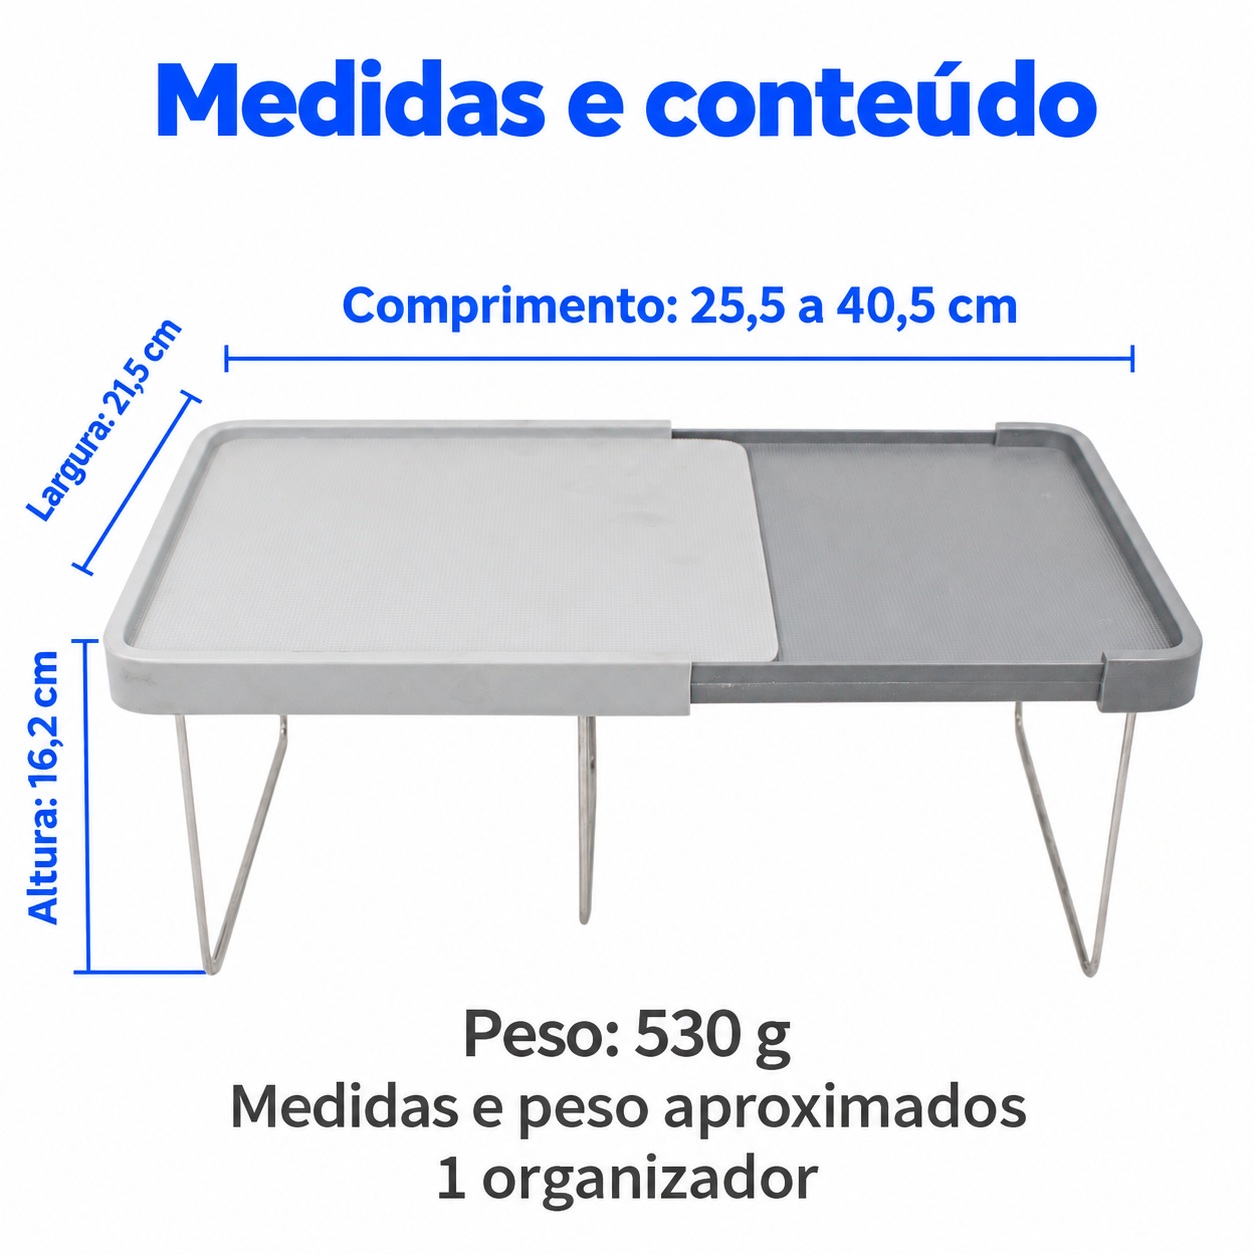 Medidas e conteúdo
Comprimento: 25,5 a 40,5 cm
Largura: 21,5 cm
Altura: 16,2 cm
Peso: 530 g
Medidas e peso aproximados
1 organizador